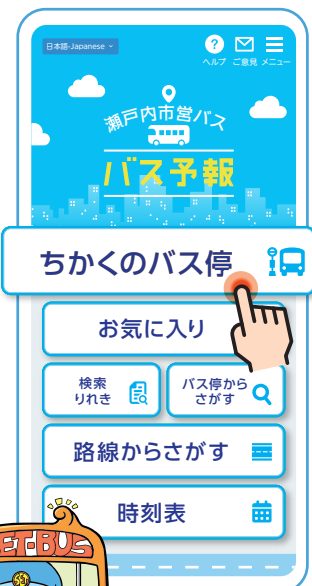 日本語-Japanese
ヘルプ ご意見 メニュー
瀬戸内市営バス
バス予報
ちかくのバス停
お気に入り
検索
りれき
バス停から
さがす
路線からさがす
時刻表
SET-BUS
SET